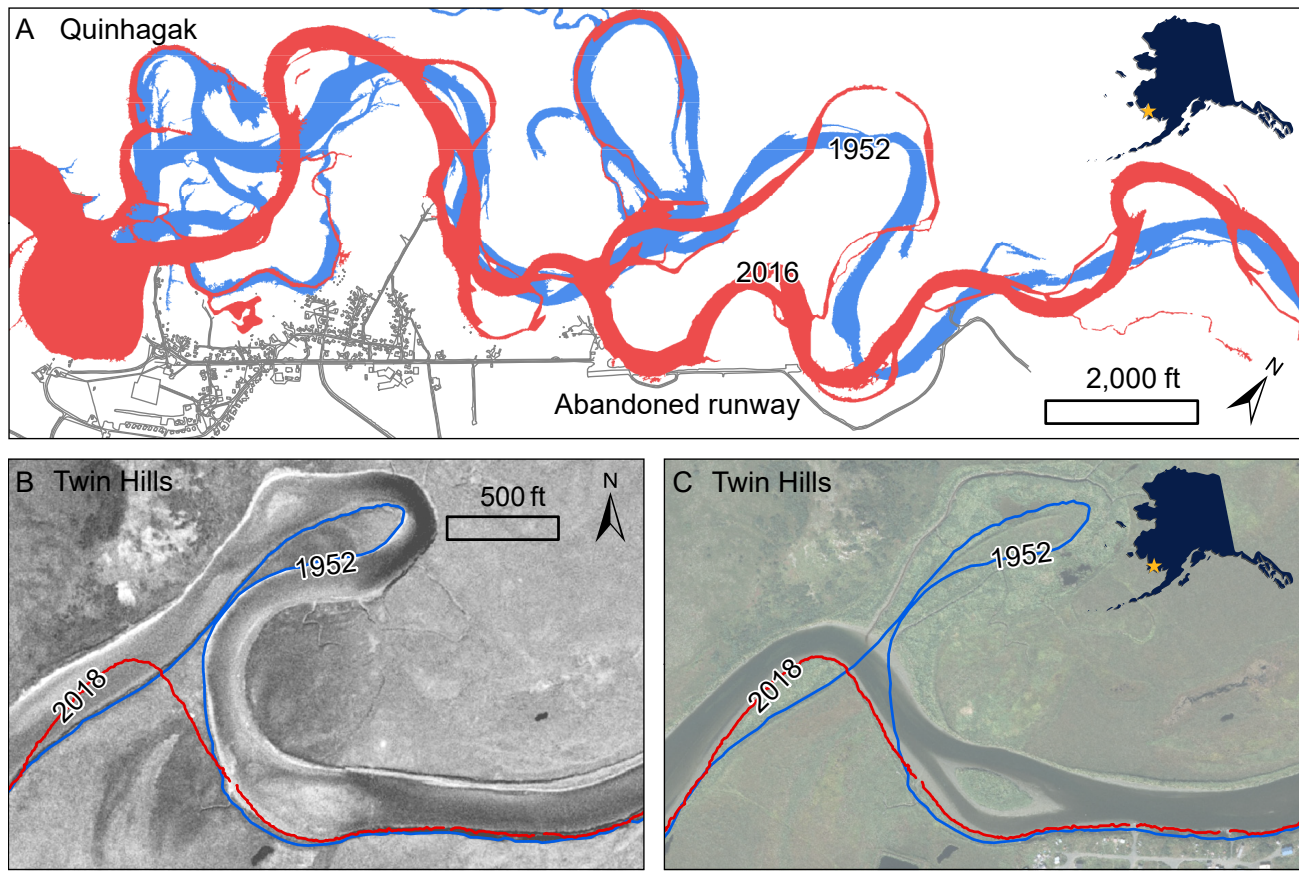 A Quinhagak
1952
2016
N
2,000 ft
Abandoned runway
B Twin Hills
500 ft
N
1952
2018
C Twin Hills
1952
2018